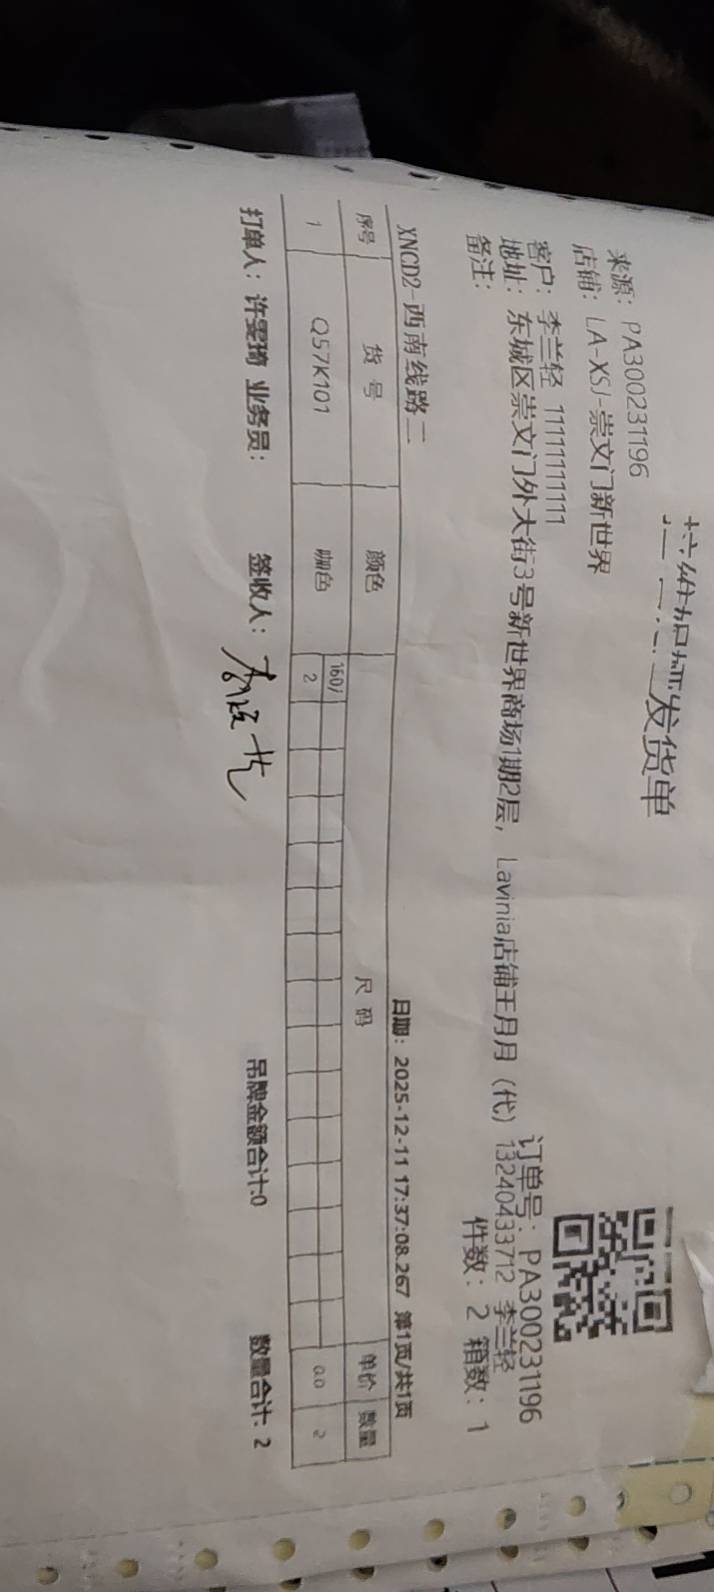 发货单
来源：PA300231196
店铺：LA-XSJ-崇文门新世界
订单号：PA300231196
客户：李兰轻 11111111111
地址：东城区崇文门外大街3号新世界商场1期2层，Lavinia店铺王月月（代）13240433712 李兰轻
备注：
件数：2 箱数：1
XNCD2-西南线路二 日期：2025-12-11 17:37:08.267 第1页/共1页
序号 货号 颜色 尺码 单价 数量
160/
1 Q57K101 咖色 2 0.0 2
打单人：许雯琦 业务员： 签收人： 吊牌金额合计:0 数量合计：2